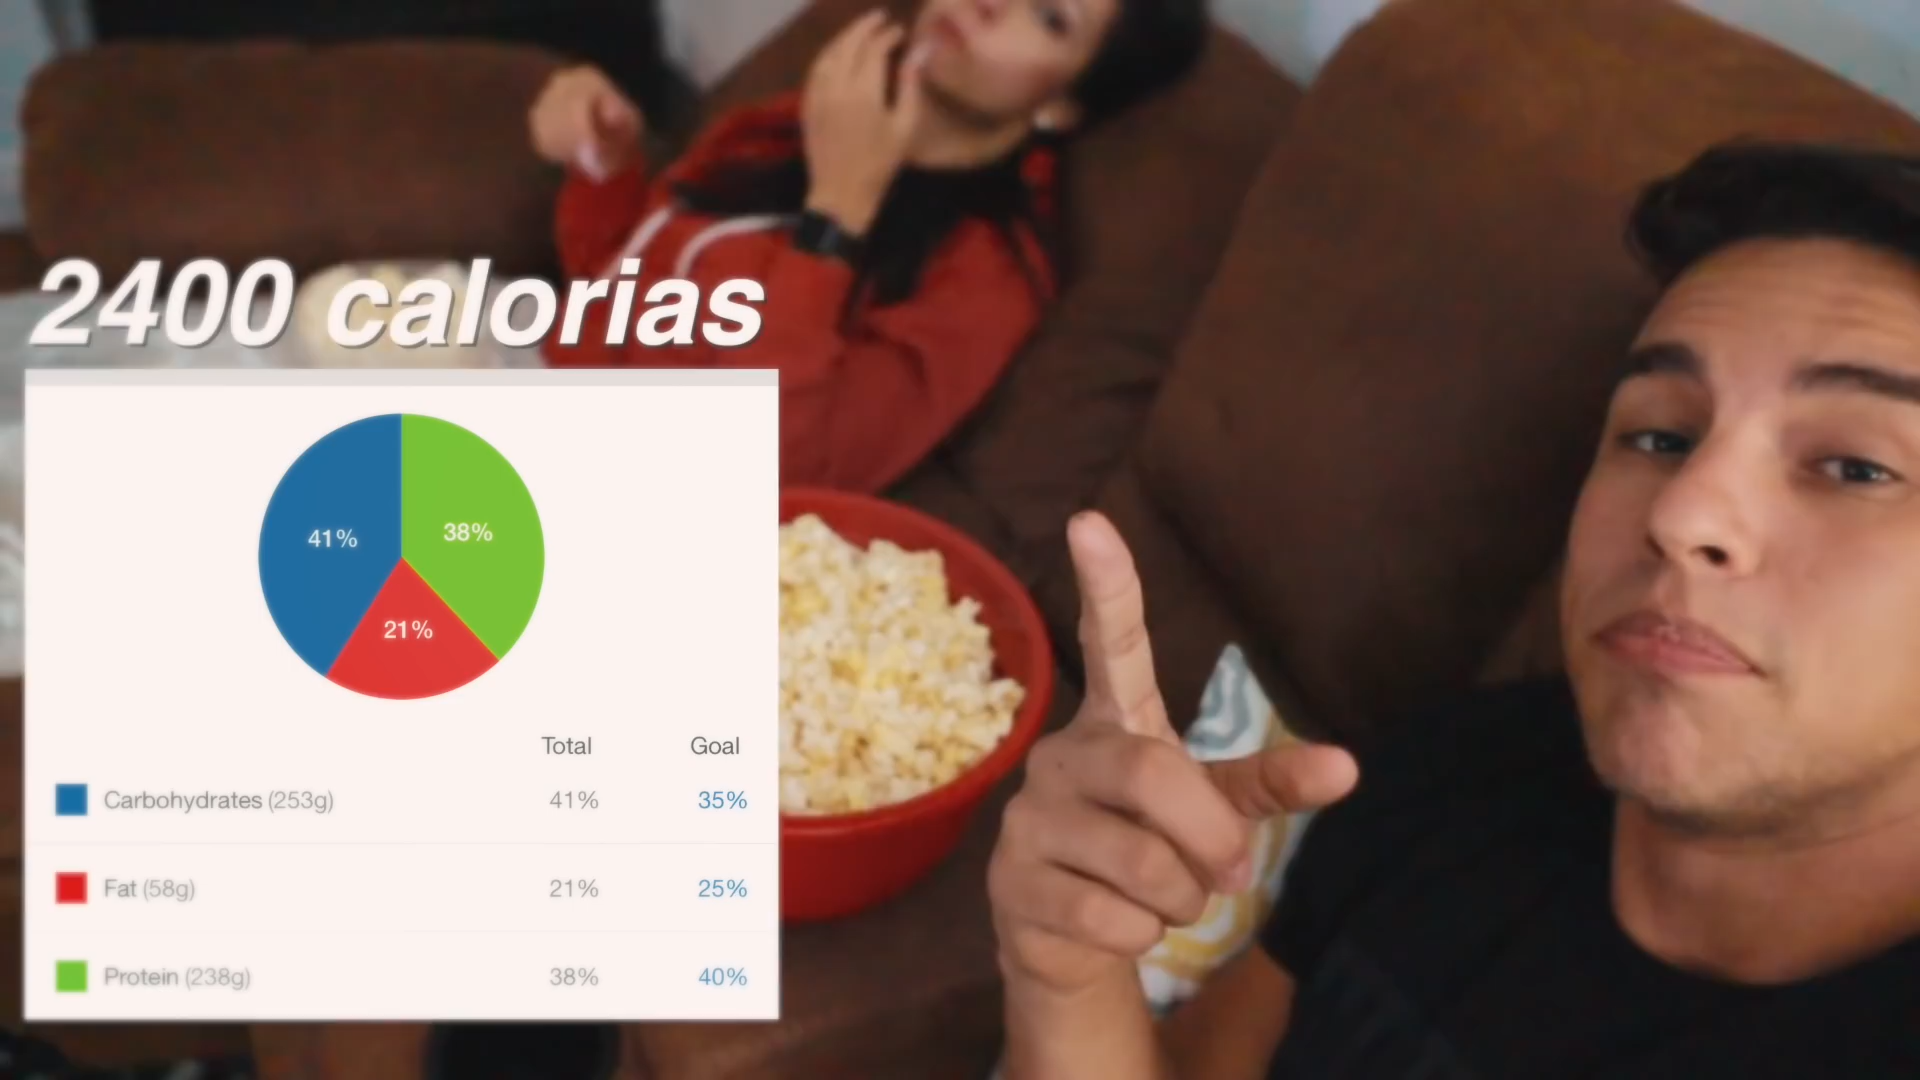 2400 calorias
41%
38%
21%
Total Goal
Carbohydrates (253g) 41% 35%
Fat (58g) 21% 25%
Protein (238g) 38% 40%